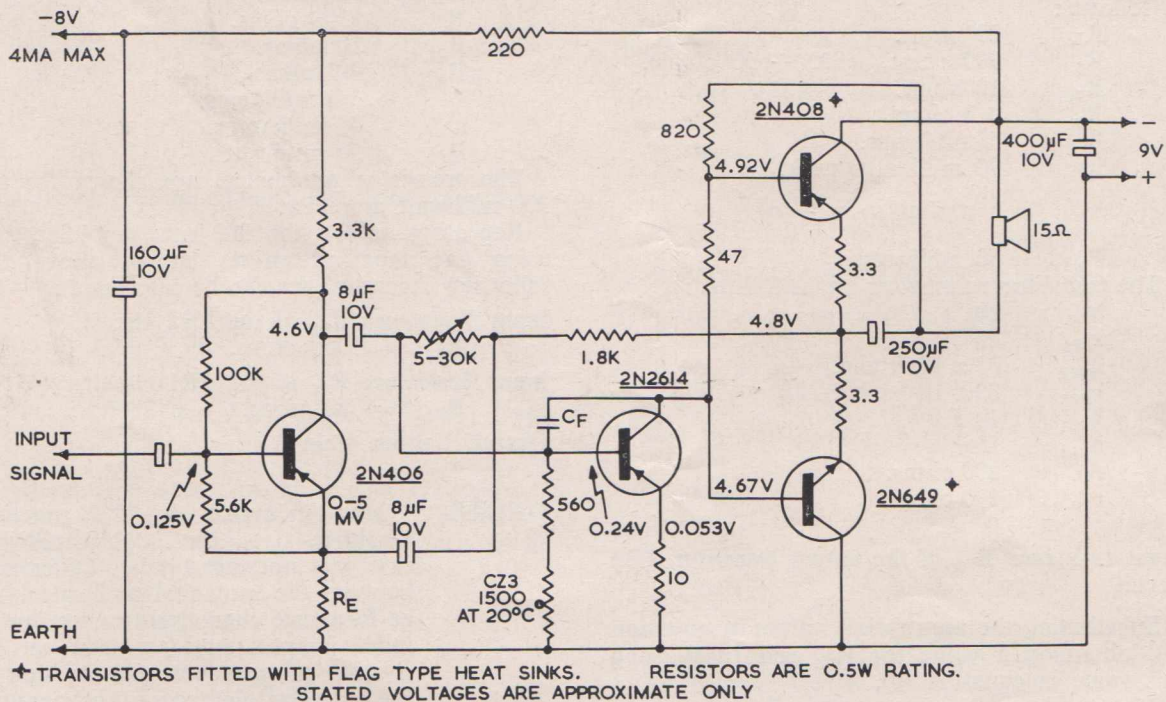 -8V
4MA MAX
220
2N408 +
820
4.92V
400µF
10V
-
9V
+
3.3K
160µF
10V
47
3.3
15Ω
8µF
10V
4.6V
5-30K
1.8K
4.8V
250µF
10V
100K
2N2614
3.3
CF
INPUT
SIGNAL
2N406
560
4.67V
2N649 +
0.125V
5.6K
0-5
MV
8µF
10V
0.24V
0.053V
RE
CZ3
1500
AT 20°C
10
EARTH
+ TRANSISTORS FITTED WITH FLAG TYPE HEAT SINKS. RESISTORS ARE 0.5W RATING.
STATED VOLTAGES ARE APPROXIMATE ONLY